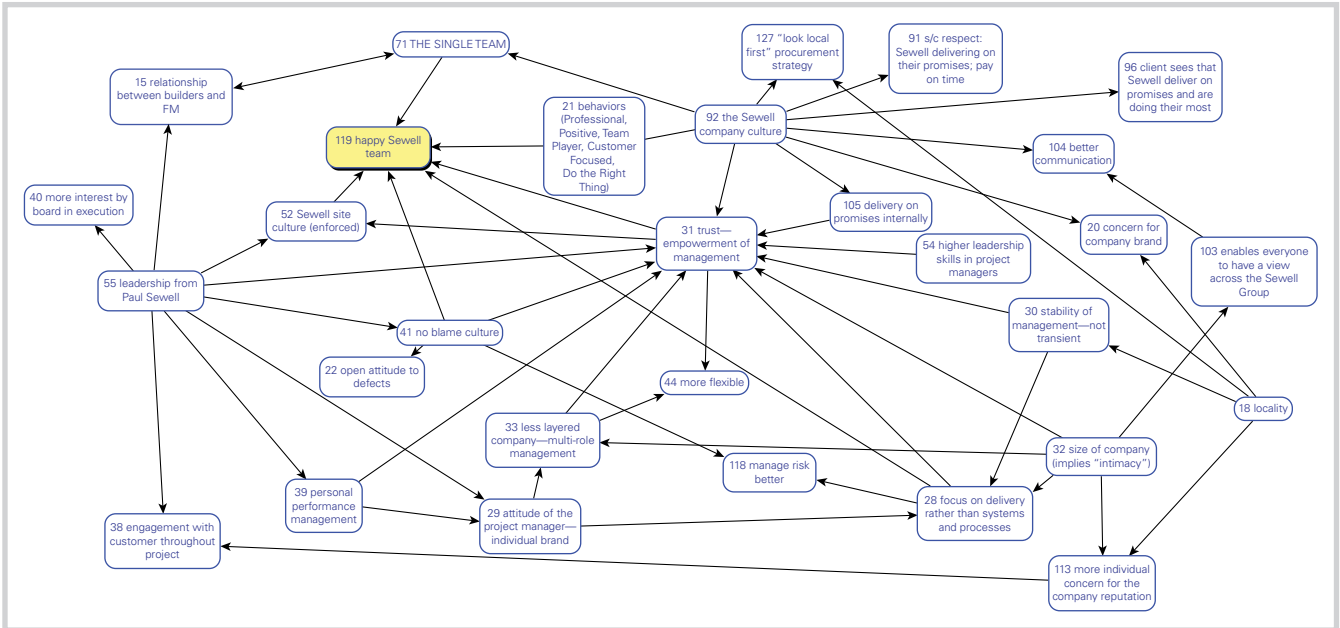 71 THE SINGLE TEAM
127 “look local
first” procurement
strategy
91 s/c respect:
Sewell delivering on
their promises; pay
on time
96 client sees that
Sewell deliver on
promises and are
doing their most
15 relationship
between builders and
FM
21 behaviors
(Professional,
Positive, Team
Player, Customer
Focused,
Do the Right
Thing)
92 the Sewell
company culture
119 happy Sewell
team
104 better
communication
40 more interest by
board in execution
52 Sewell site
culture (enforced)
105 delivery on
promises internally
31 trust—
empowerment of
management
20 concern for
company brand
54 higher leadership
skills in project
managers
103 enables everyone
to have a view
across the Sewell
Group
55 leadership from
Paul Sewell
30 stability of
management—not
transient
41 no blame culture
22 open attitude to
defects
44 more flexible
18 locality
33 less layered
company—multi-role
management
32 size of company
(implies “intimacy”)
118 manage risk
better
39 personal
performance
management
29 attitude of the
project manager—
individual brand
28 focus on delivery
rather than systems
and processes
38 engagement with
customer throughout
project
113 more individual
concern for the
company reputation